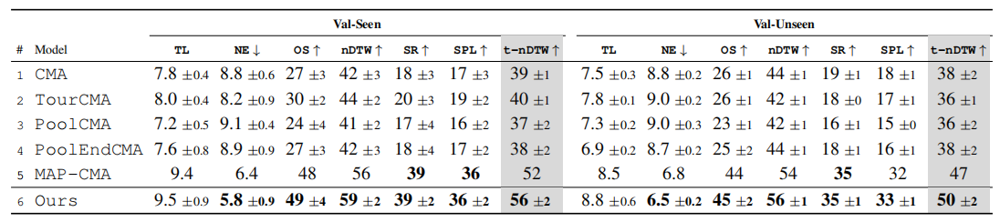 Val-Seen Val-Unseen
# Model TL NE ↓ OS ↑ nDTW ↑ SR ↑ SPL ↑ t-nDTW ↑ TL NE ↓ OS ↑ nDTW ↑ SR ↑ SPL ↑ t-nDTW ↑
1 CMA 7.8 ±0.4 8.8 ±0.6 27 ±3 42 ±3 18 ±3 17 ±3 39 ±1 7.5 ±0.3 8.8 ±0.2 26 ±1 44 ±1 19 ±1 18 ±1 38 ±2
2 TourCMA 8.0 ±0.4 8.2 ±0.9 30 ±2 44 ±2 20 ±3 19 ±2 40 ±1 7.8 ±0.1 9.0 ±0.2 26 ±1 42 ±1 18 ±0 17 ±1 36 ±1
3 PoolCMA 7.2 ±0.5 9.1 ±0.4 24 ±4 41 ±2 17 ±4 16 ±2 37 ±2 7.3 ±0.2 9.0 ±0.3 23 ±1 42 ±1 16 ±1 15 ±0 36 ±2
4 PoolEndCMA 7.6 ±0.8 8.9 ±0.9 27 ±3 42 ±3 18 ±4 17 ±2 38 ±2 6.9 ±0.2 8.7 ±0.2 25 ±2 44 ±1 18 ±1 16 ±1 38 ±2
5 MAP-CMA 9.4 6.4 48 56 39 36 52 8.5 6.8 44 54 35 32 47
6 Ours 9.5 ±0.9 5.8 ±0.9 49 ±4 59 ±2 39 ±2 36 ±2 56 ±2 8.8 ±0.6 6.5 ±0.2 45 ±2 56 ±1 35 ±1 33 ±1 50 ±2